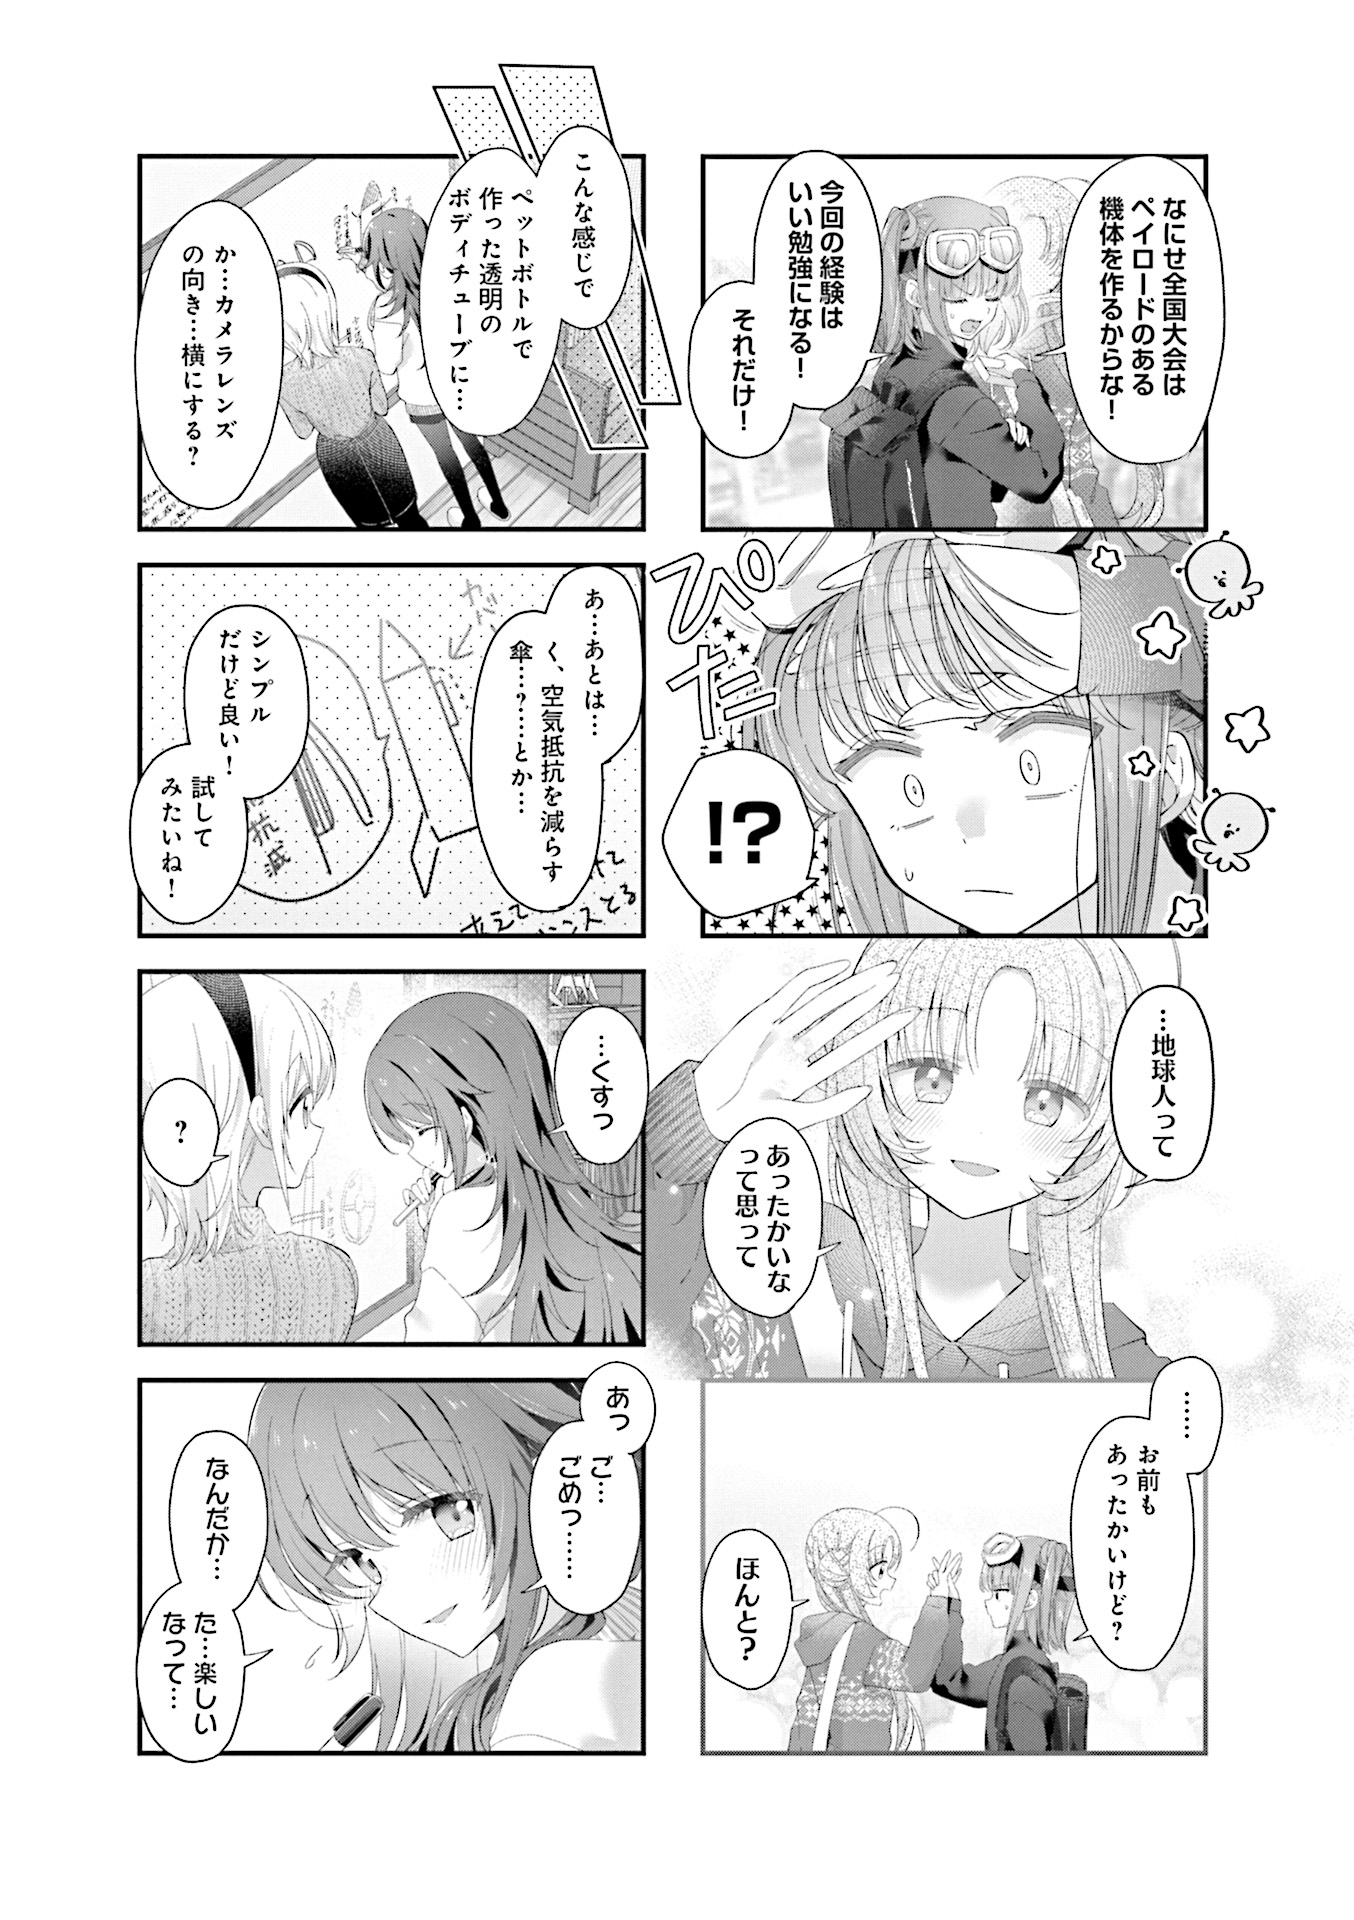 なにせ全国大会は
ペイロードのある
機体を作るからな！
今回の経験は
いい勉強になる！
それだけ！
ぴた
!?
…地球人って
あったかいな
って思って
……
お前も
あったかいけど？
ほんと？
こんな感じで
ペットボトルで
作った透明の
ボディチューブに…
か…カメラレンズ
の向き…横にする？
あ…あとは…
く、空気抵抗を減らす
傘…？…とか…
シンプル
だけど良い！
試して
みたいね！
抗減
…くすっ
？
あっ
ご…
ごめっ……
なんだか…
た…楽しい
なって…